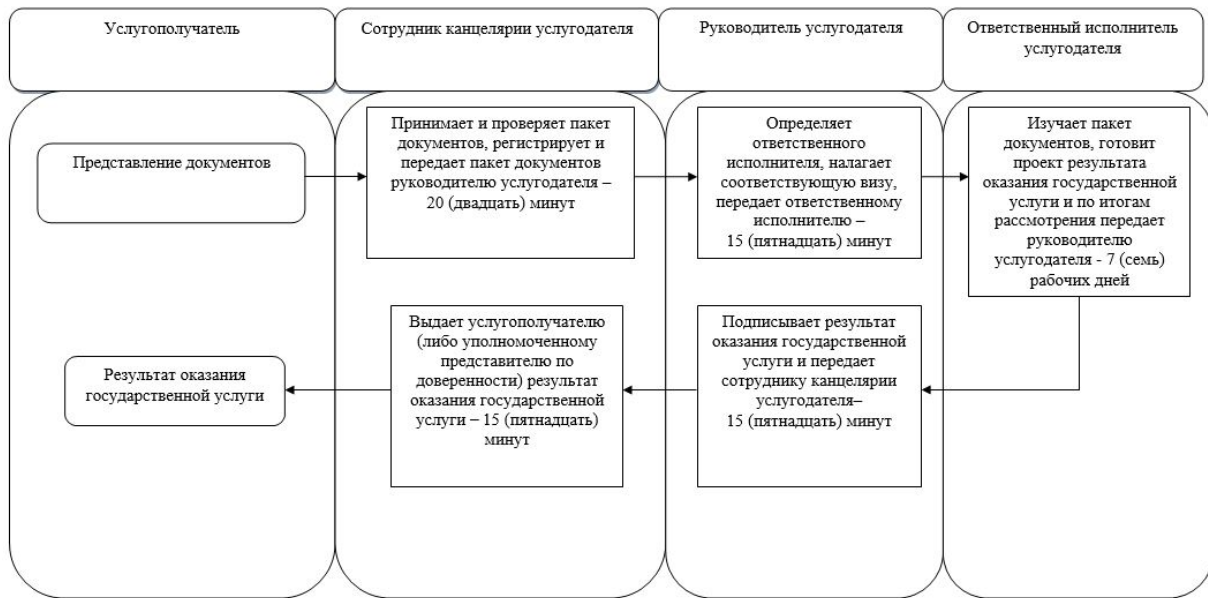 Услугополучатель
Сотрудник канцелярии услугодателя
Руководитель услугодателя
Ответственный исполнитель
услугодателя
Представление документов
Принимает и проверяет пакет
документов, регистрирует и
передает пакет документов
руководителю услугодателя –
20 (двадцать) минут
Определяет
ответственного
исполнителя, налагает
соответствующую визу,
передает ответственному
исполнителю –
15 (пятнадцать) минут
Изучает пакет
документов, готовит
проект результата
оказания государственной
услуги и по итогам
рассмотрения передает
руководителю
услугодателя - 7 (семь)
рабочих дней
Результат оказания
государственной услуги
Выдает услугополучателю
(либо уполномоченному
представителю по
доверенности) результат
оказания государственной
услуги – 15 (пятнадцать)
минут
Подписывает результат
оказания государственной
услуги и передает
сотруднику канцелярии
услугодателя–
15 (пятнадцать) минут